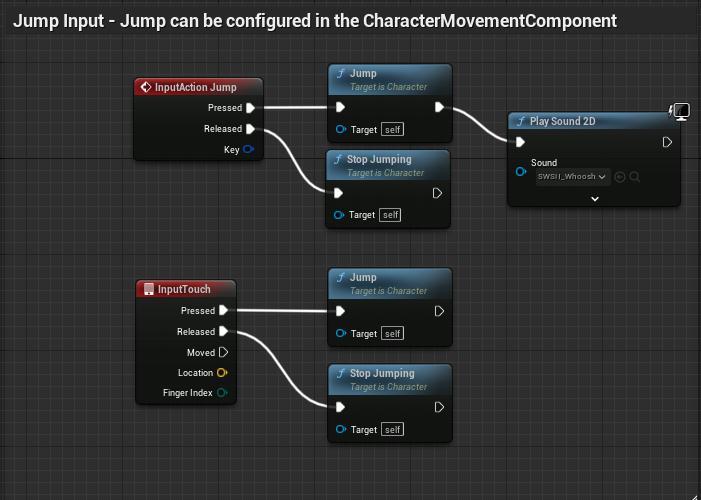 Jump Input - Jump can be configured in the CharacterMovementComponent
InputAction Jump
Pressed
Released
Key
f Jump
Target is Character
Target self
f Stop Jumping
Target is Character
Target self
f Play Sound 2D
Sound
SWSH_Whoosh
InputTouch
Pressed
Released
Moved
Location
Finger Index
f Jump
Target is Character
Target self
f Stop Jumping
Target is Character
Target self